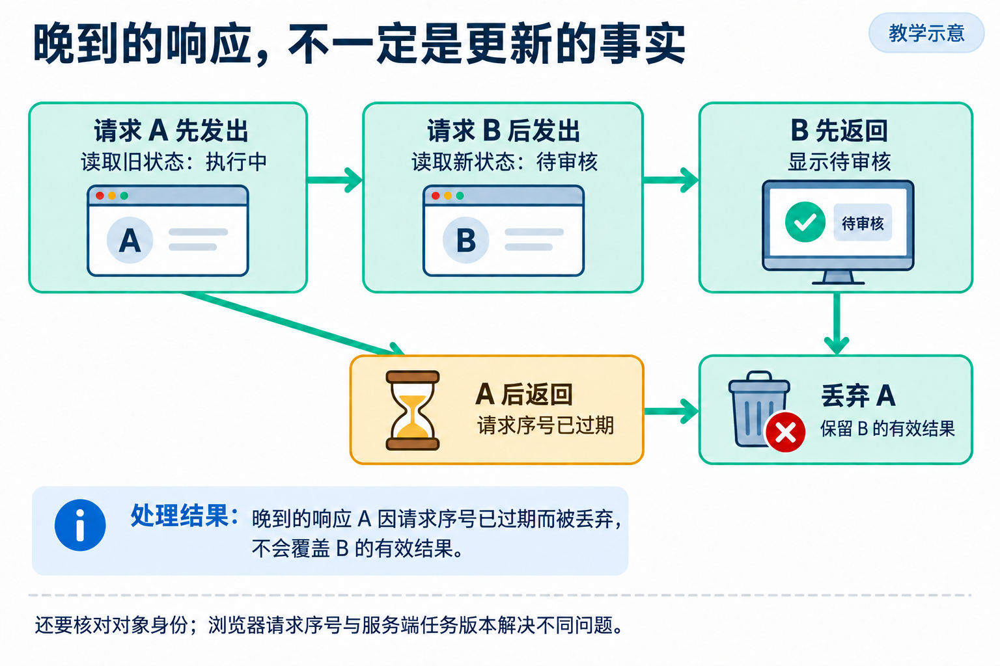 晚到的响应，不一定是更新的事实
教学示意
请求 A 先发出
读取旧状态：执行中
A
请求 B 后发出
读取新状态：待审核
B
B 先返回
显示待审核
待审核
A 后返回
请求序号已过期
丢弃 A
保留 B 的有效结果
处理结果：晚到的响应 A 因请求序号已过期而被丢弃，
不会覆盖 B 的有效结果。
还要核对对象身份；浏览器请求序号与服务端任务版本解决不同问题。